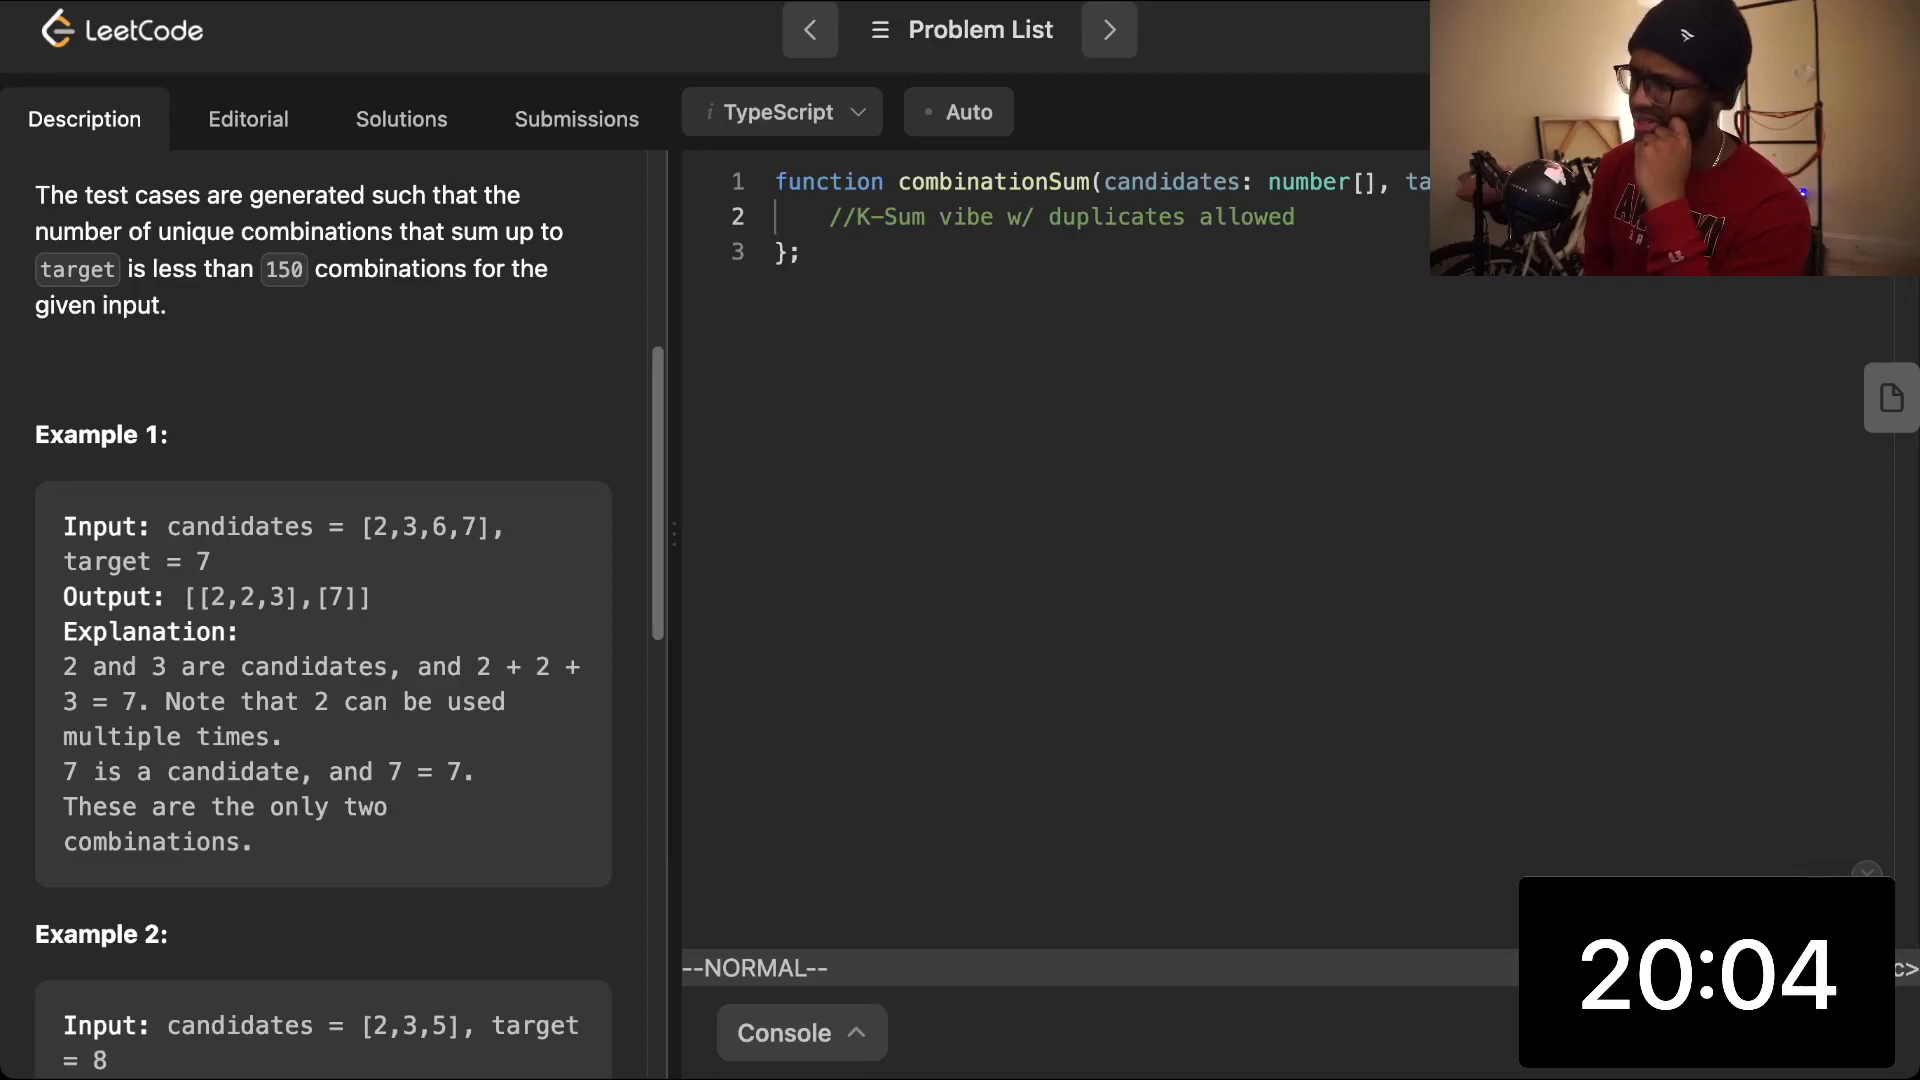 LeetCode
Problem List
Description
Editorial
Solutions
Submissions
i TypeScript
• Auto
The test cases are generated such that the
number of unique combinations that sum up to
target is less than 150 combinations for the
given input.
Example 1:
Input: candidates = [2,3,6,7],
target = 7
Output: [[2,2,3],[7]]
Explanation:
2 and 3 are candidates, and 2 + 2 +
3 = 7. Note that 2 can be used
multiple times.
7 is a candidate, and 7 = 7.
These are the only two
combinations.
Example 2:
Input: candidates = [2,3,5], target
= 8
1 function combinationSum(candidates: number[], ta
2 //K-Sum vibe w/ duplicates allowed
3 };
--NORMAL--
c>
Console
20:04